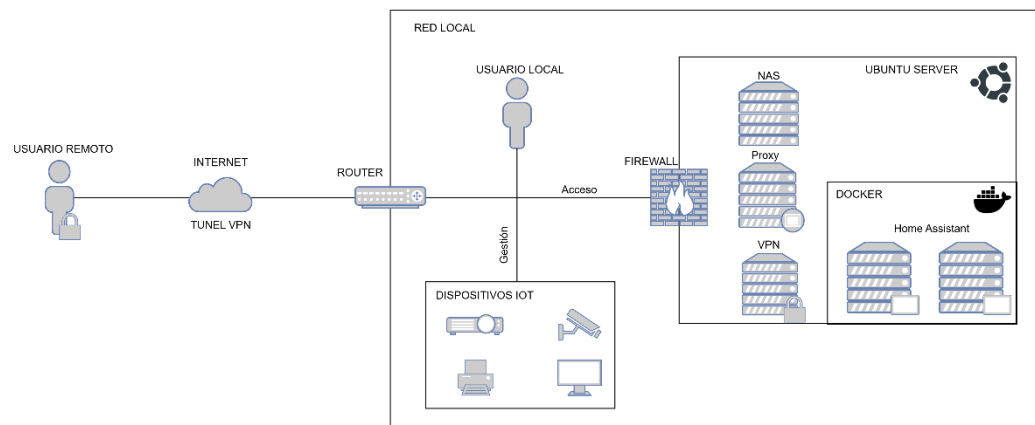 RED LOCAL
USUARIO LOCAL
UBUNTU SERVER
NAS
USUARIO REMOTO
INTERNET
ROUTER
FIREWALL
Proxy
TUNEL VPN
Acceso
DOCKER
Home Assistant
Gestión
VPN
DISPOSITIVOS IOT